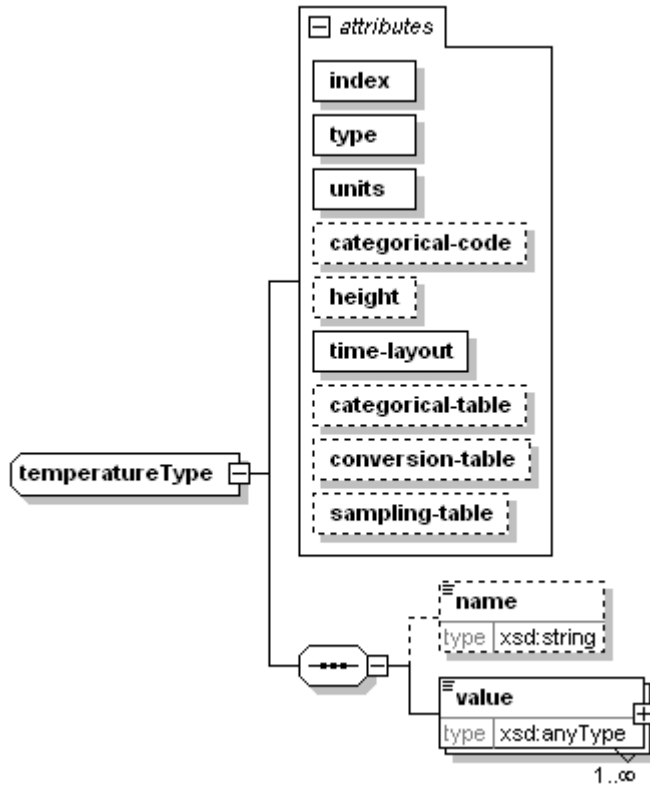 attributes
index
type
units
categorical-code
height
time-layout
categorical-table
conversion-table
sampling-table
temperatureType
name
type xsd:string
value
type xsd:anyType
1..∞